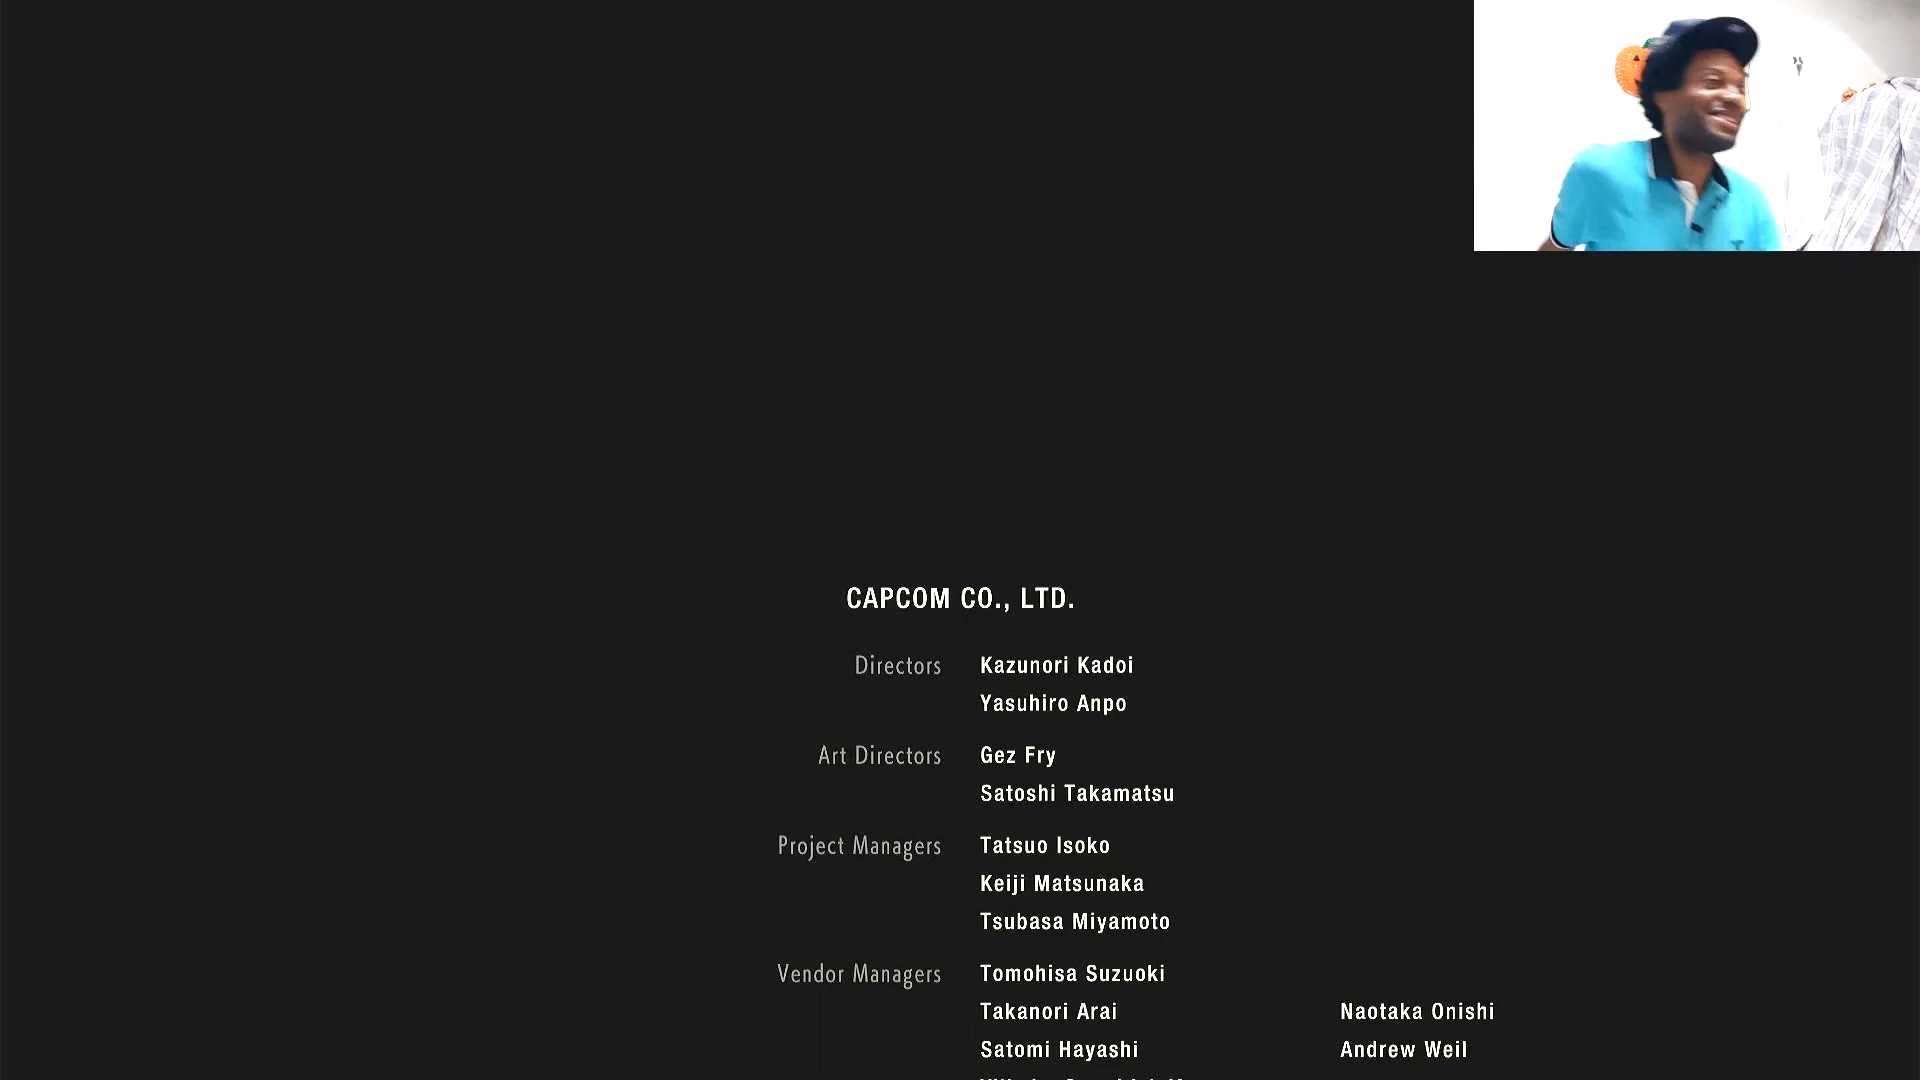 CAPCOM CO., LTD.
Directors Kazunori Kadoi
Yasuhiro Anpo
Art Directors Gez Fry
Satoshi Takamatsu
Project Managers Tatsuo Isoko
Keiji Matsunaka
Tsubasa Miyamoto
Vendor Managers Tomohisa Suzuoki
Takanori Arai Naotaka Onishi
Satomi Hayashi Andrew Weil